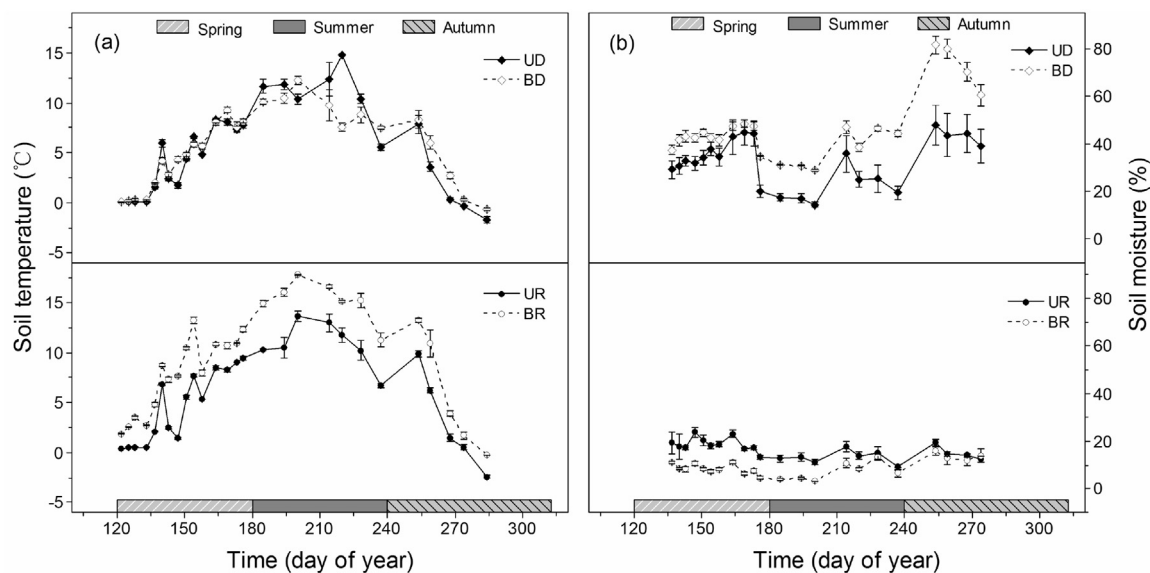 (a)
Spring Summer Autumn
UD
BD
15
10
5
0
-5
UR
BR
15
10
5
0
-5
Soil temperature (℃)
120 150 180 210 240 270 300
Time (day of year)
(b)
Spring Summer Autumn
UD
BD
80
60
40
20
0
UR
BR
80
60
40
20
0
Soil moisture (%)
120 150 180 210 240 270 300
Time (day of year)